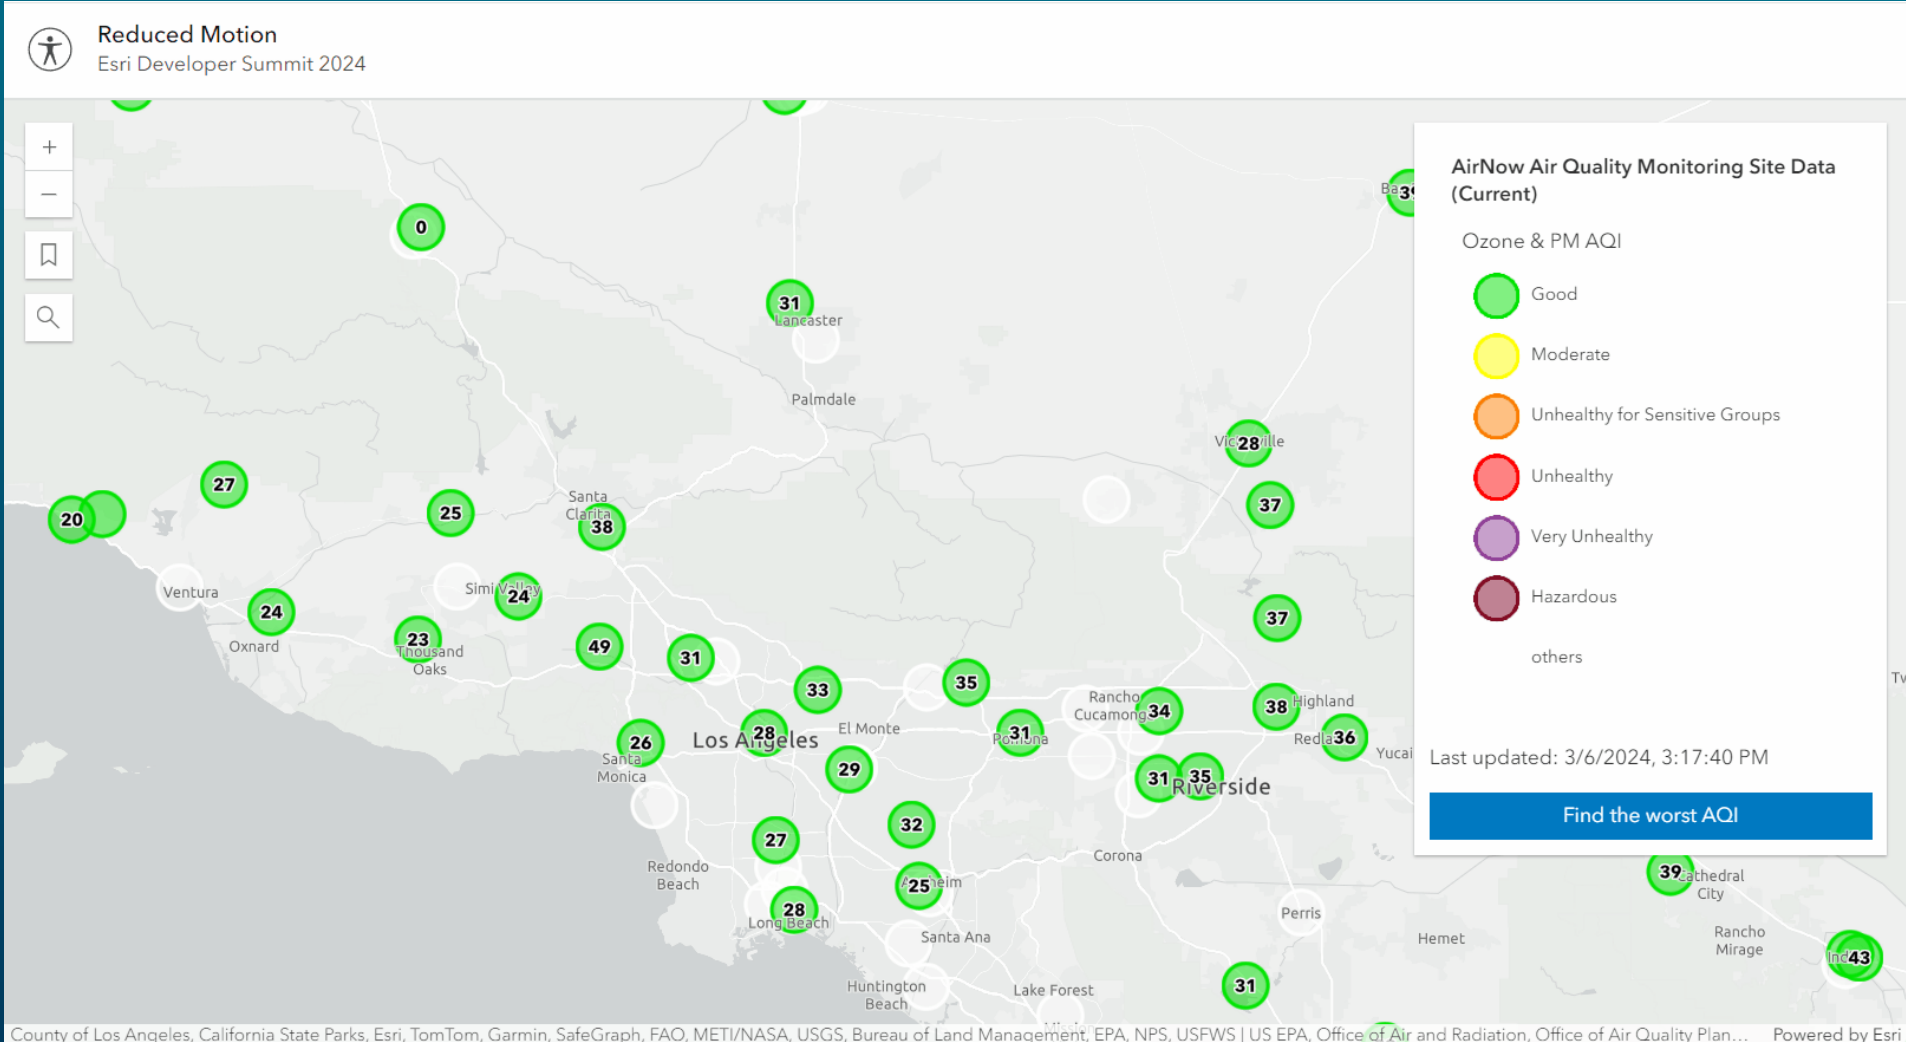 Reduced Motion
Esri Developer Summit 2024
+
−
AirNow Air Quality Monitoring Site Data
(Current)
Ozone & PM AQI
Good
Moderate
Unhealthy for Sensitive Groups
Unhealthy
Very Unhealthy
Hazardous
others
Last updated: 3/6/2024, 3:17:40 PM
Find the worst AQI
39
0
31
Lancaster
Palmdale
28
37
27
20
25
Santa
Clarita
38
Ventura
Simi Valley
24
24
Oxnard
23
Thousand
Oaks
49
31
33
35
37
Rancho
34
38
Highland
26
28
Los Angeles
El Monte
31
Pomona
36
Santa
Monica
29
31
35
Riverside
27
32
Redondo
Beach
Corona
25
28
Long Beach
Santa Ana
Perris
Hemet
39
Cathedral
City
Rancho
Mirage
43
Huntington
Beach
Lake Forest
31
County of Los Angeles, California State Parks, Esri, TomTom, Garmin, SafeGraph, FAO, METI/NASA, USGS, Bureau of Land Management, EPA, NPS, USFWS | US EPA, Office of Air and Radiation, Office of Air Quality Plan...
Powered by Esri